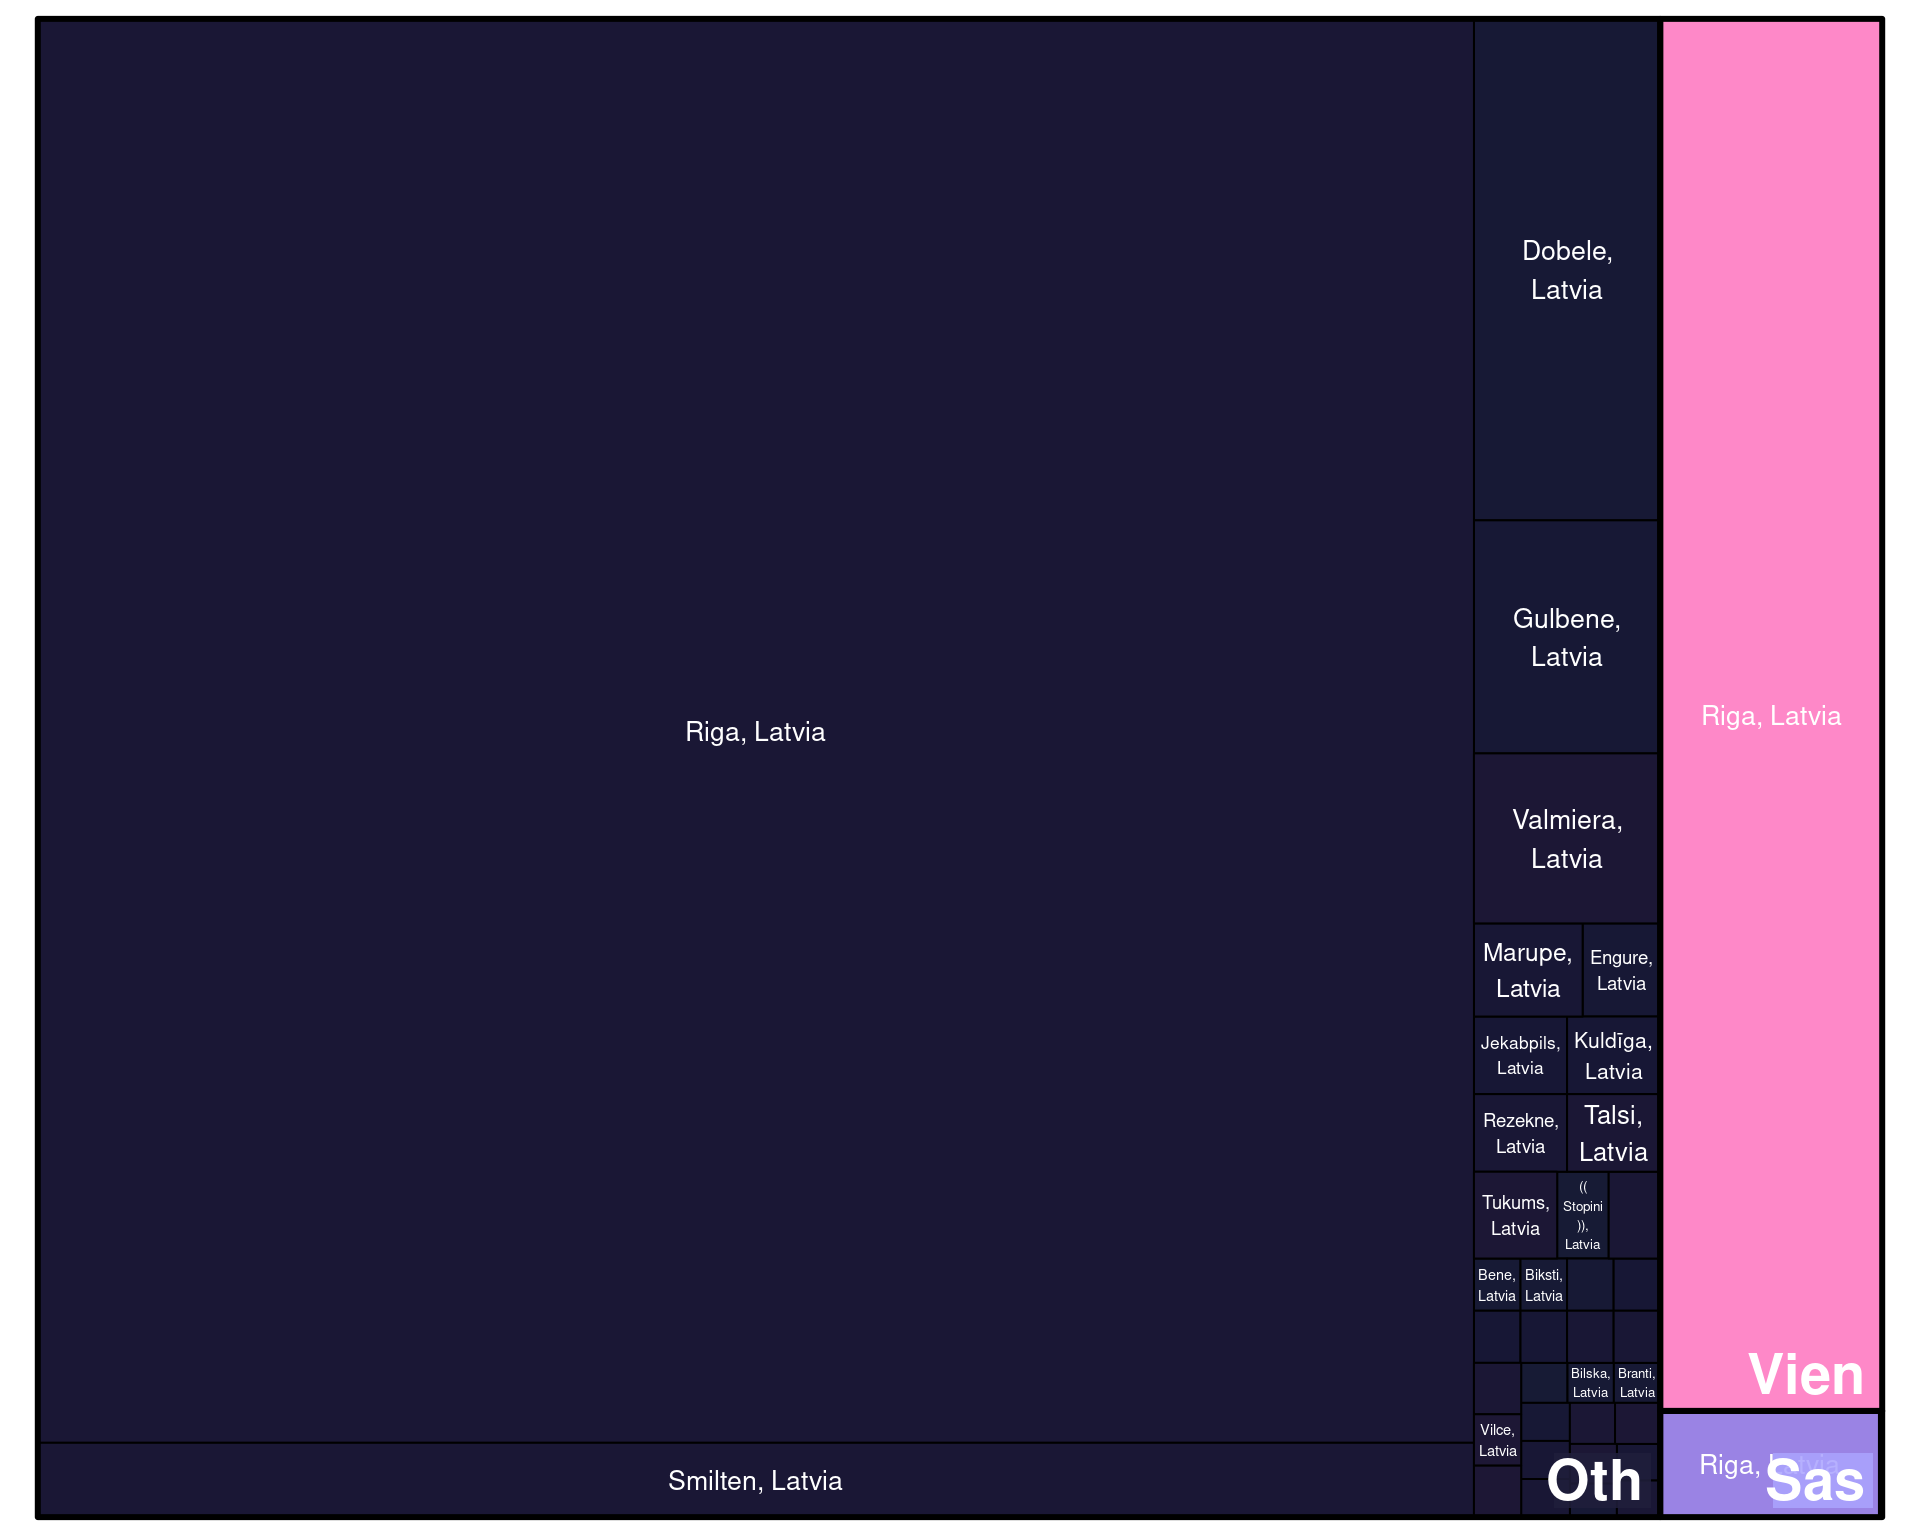 Riga, Latvia
Smilten, Latvia
Dobele,
Latvia
Gulbene,
Latvia
Valmiera,
Latvia
Marupe,
Latvia
Engure,
Latvia
Jekabpils,
Latvia
Kuldīga,
Latvia
Rezekne,
Latvia
Talsi,
Latvia
Tukums,
Latvia
((
Stopini
)),
Latvia
Bene,
Latvia
Biksti,
Latvia
Bilska,
Latvia
Branti,
Latvia
Vilce,
Latvia
Oth
Riga, Latvia
Vien
Riga, Latvia
Sas